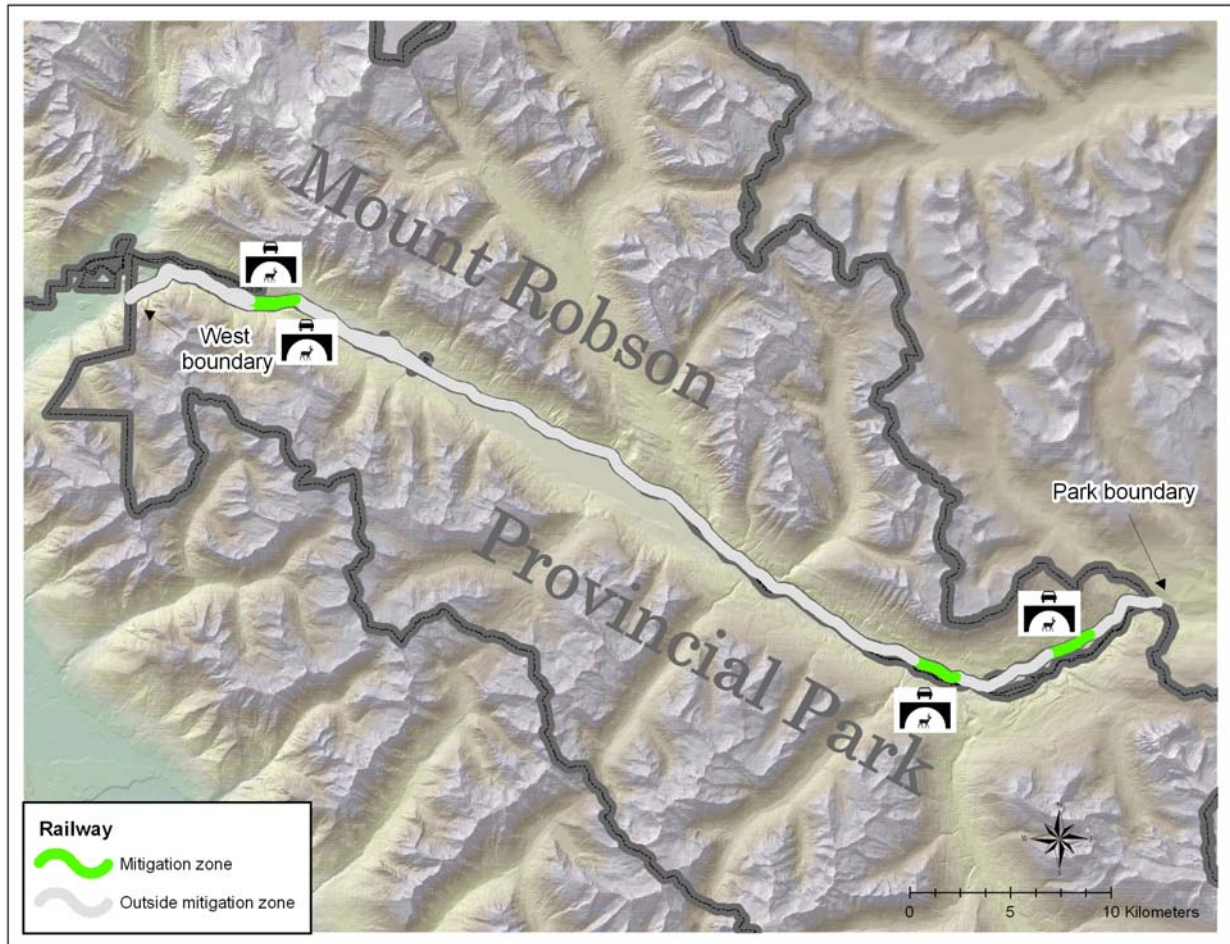 Mount Robson
Provincial Park
West
boundary
Park boundary
Railway
Mitigation zone
Outside mitigation zone
0 5 10 Kilometers